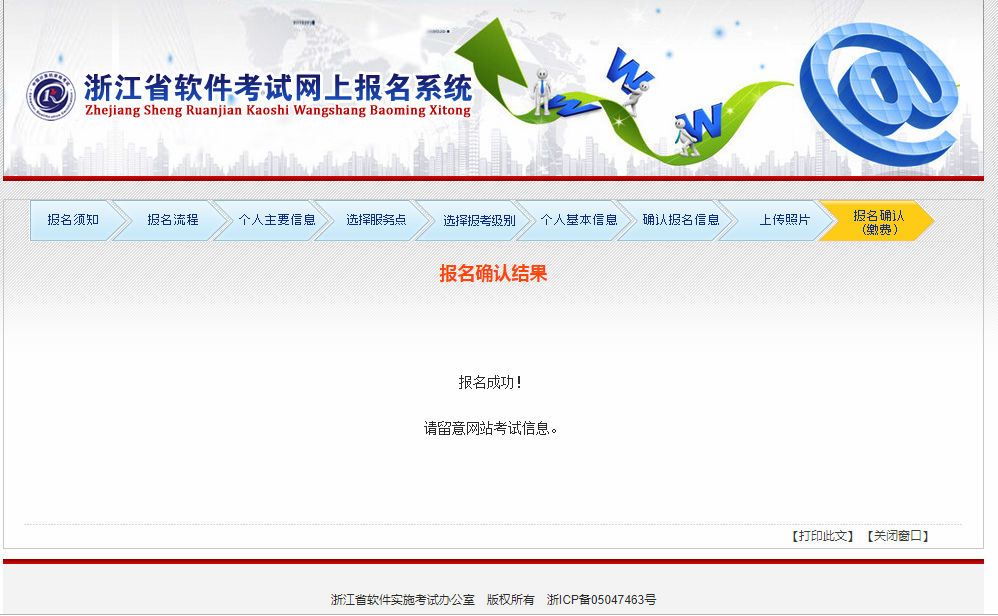 浙江省软件考试网上报名系统
Zhejiang Sheng Ruanjian Kaoshi Wangshang Baoming Xitong
报名须知
报名流程
个人主要信息
选择服务点
选择报考级别
个人基本信息
确认报名信息
上传照片
报名确认
(缴费)
报名确认结果
报名成功！
请留意网站考试信息。
【打印此文】 【关闭窗口】
浙江省软件实施考试办公室 版权所有 浙ICP备05047463号